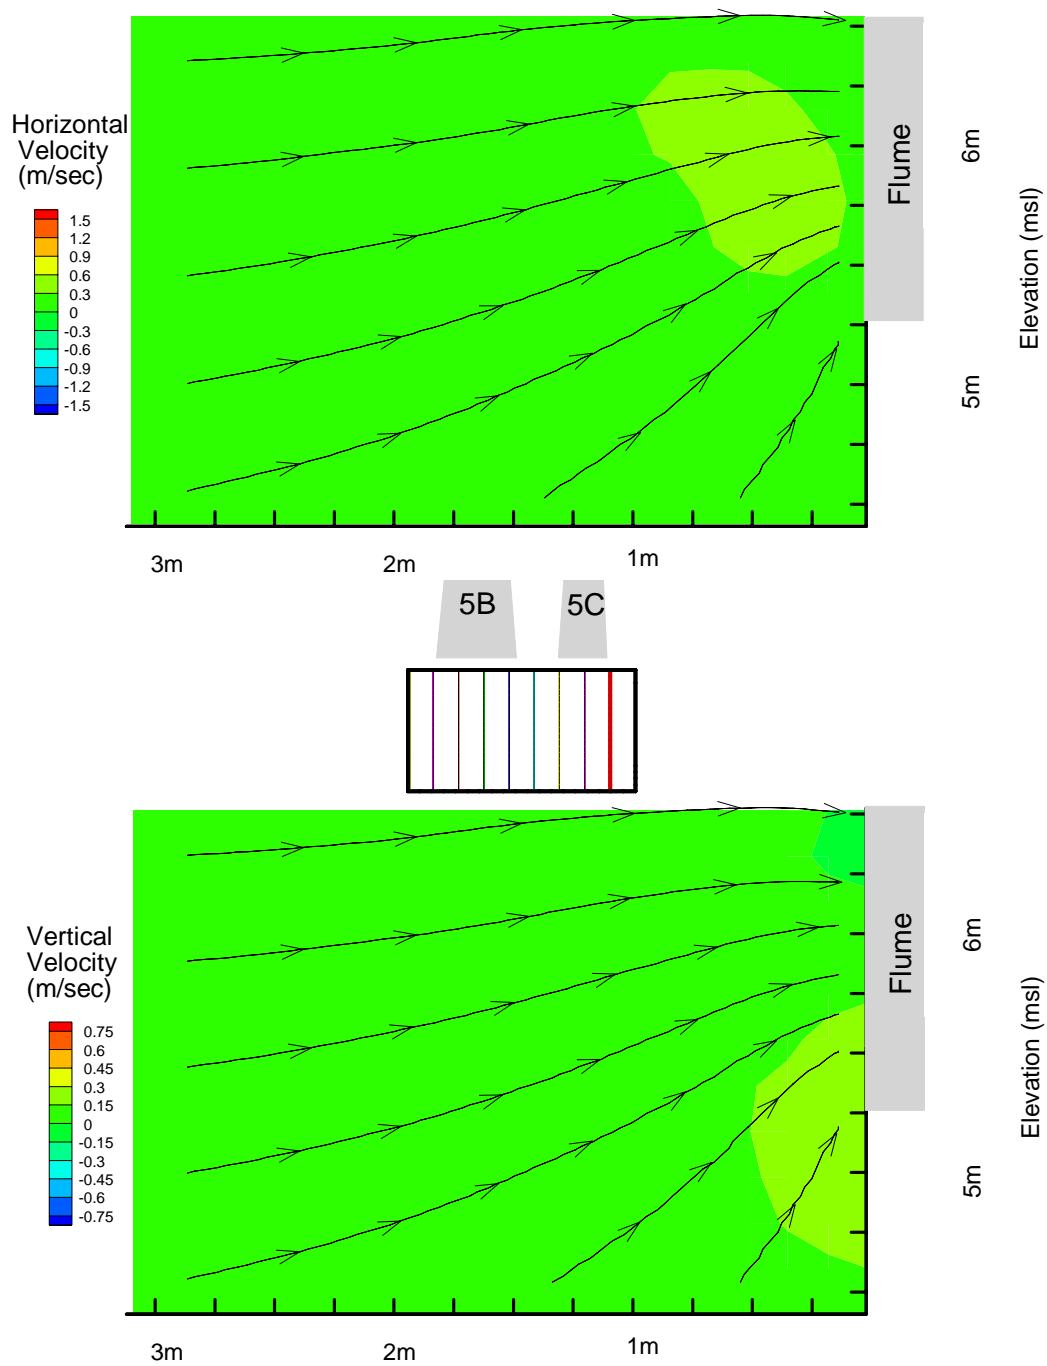 Horizontal
Velocity
(m/sec)
1.5
1.2
0.9
0.6
0.3
0
-0.3
-0.6
-0.9
-1.2
-1.5
Flume
6m
5m
Elevation (msl)
3m
2m
1m
5B
5C
Vertical
Velocity
(m/sec)
0.75
0.6
0.45
0.3
0.15
0
-0.15
-0.3
-0.45
-0.6
-0.75
Flume
6m
5m
Elevation (msl)
3m
2m
1m